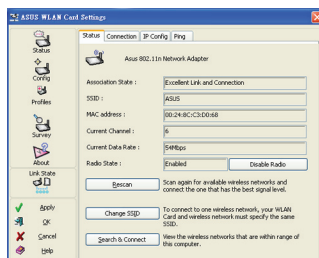 ASUS WLAN Card Settings
Status
Config
Profiles
Survey
About
Link State
Apply
OK
Cancel
Help
Status Connection IP Config Ping
Asus 802.11n Network Adapter
Association State : Excellent Link and Connection
SSID : ASUS
MAC address : 00:24:8C:C3:D0:68
Current Channel : 6
Current Data Rate : 54Mbps
Radio State : Enabled Disable Radio
Rescan
Scan again for available wireless networks and
connect the one that has the best signal level.
Change SSID
To connect to one wireless network, your WLAN
Card and wireless network must specify the same
SSID.
Search & Connect
View the wireless networks that are within range of
this computer.